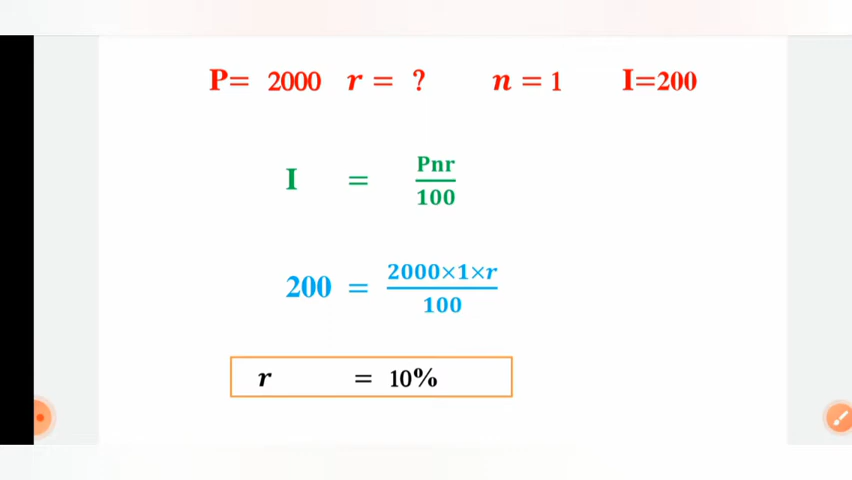 P= 2000 r = ? n = 1 I=200
I = Pnr/100
200 = 2000×1×r/100
r = 10%